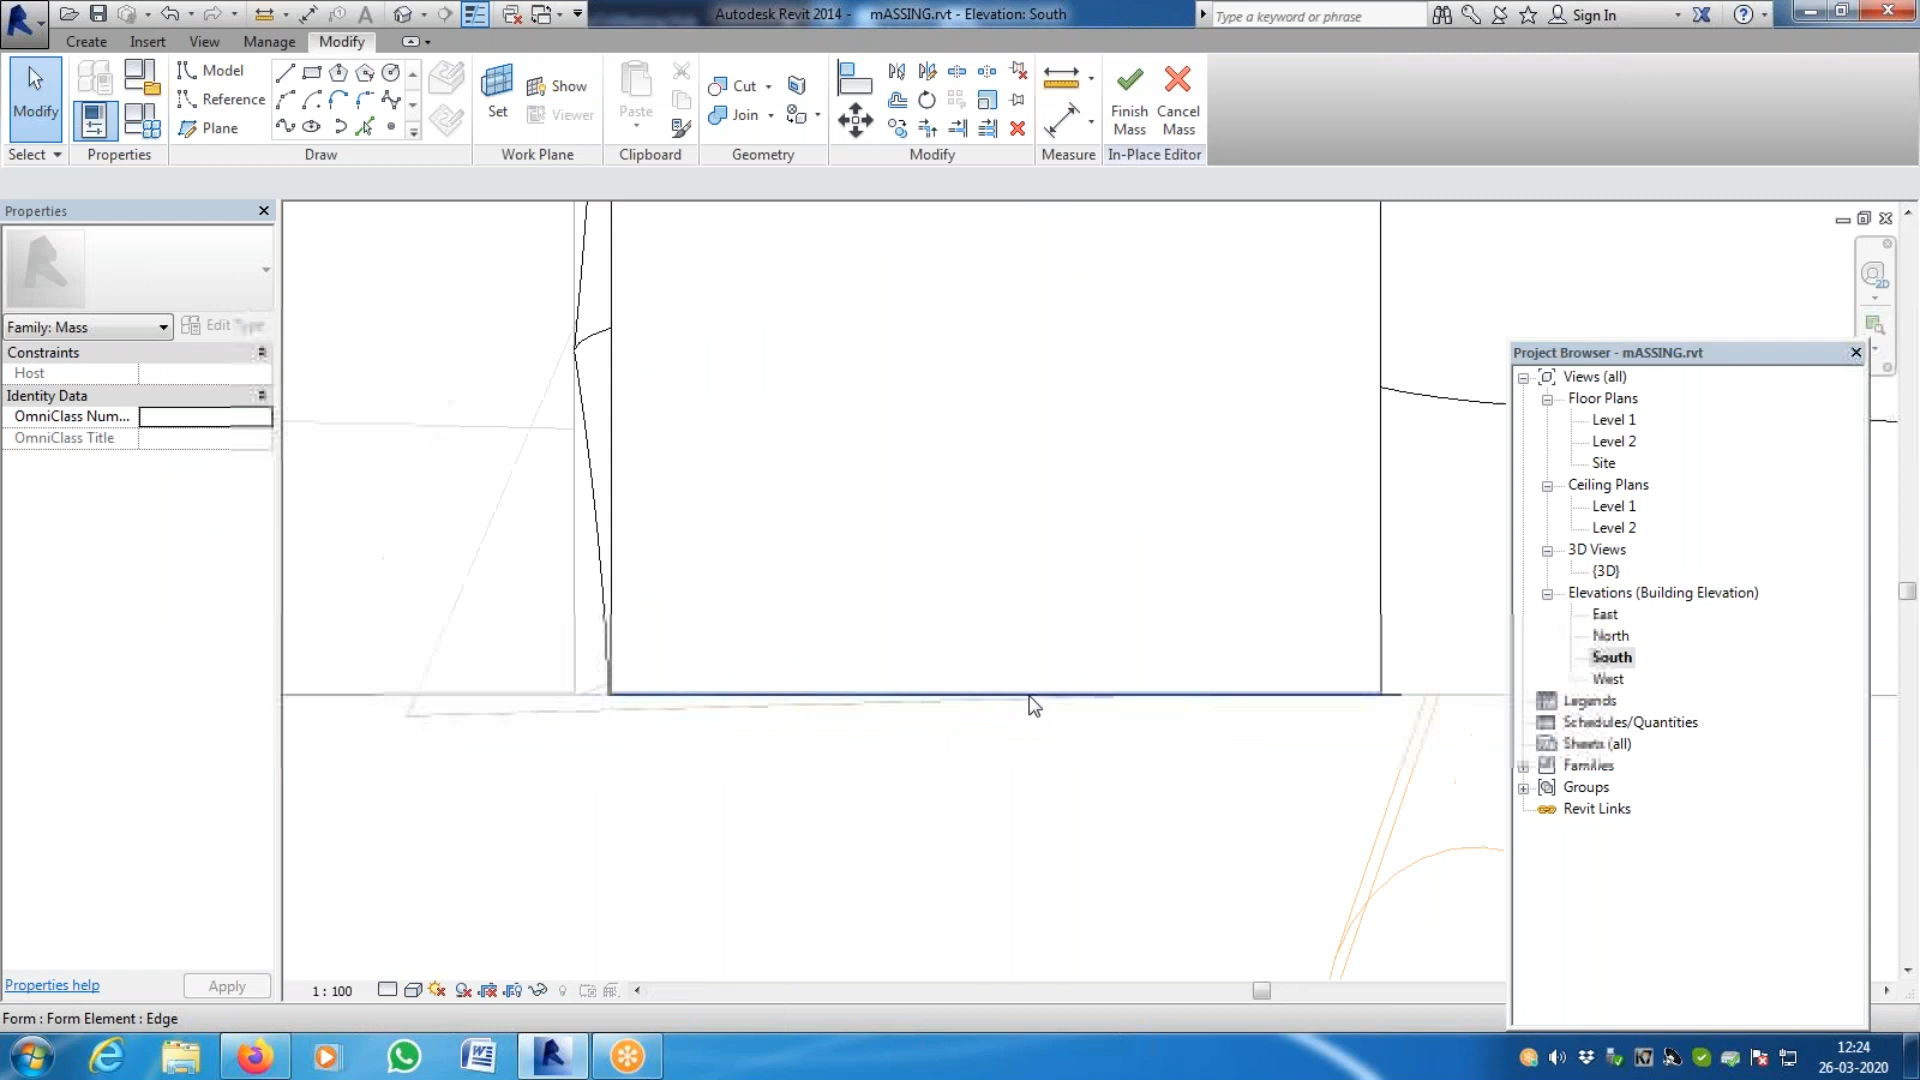 Autodesk Revit 2014 - mASSING.rvt - Elevation: South
Type a keyword or phrase
Sign In
Create Insert View Manage Modify
Modify
Model
Reference
Plane
Set
Show
Viewer
Paste
Cut
Join
Finish Mass
Cancel Mass
Select Properties Draw Work Plane Clipboard Geometry Modify Measure In-Place Editor
Properties
Family: Mass
Edit Type
Constraints
Host
Identity Data
OmniClass Num...
OmniClass Title
Properties help
Apply
2D
Project Browser - mASSING.rvt
Views (all)
Floor Plans
Level 1
Level 2
Site
Ceiling Plans
Level 1
Level 2
3D Views
{3D}
Elevations (Building Elevation)
East
North
South
West
Legends
Schedules/Quantities
Sheets (all)
Families
Groups
Revit Links
1 : 100
Form : Form Element : Edge
12:24
26-03-2020